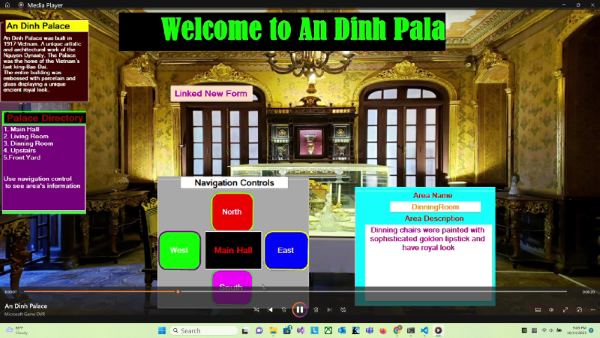 Media Player
Welcome to An Dinh Pala
An Dinh Palace
An Dinh Palace was built in
1917 Vietnam. A unique artistic
and architectural work of the
Nguyen Dynasty. The Palace
was the home of the Vietnam's
last king-Bao Dai.
The entire building was
embossed with porcelain and
glass displaying a unique
ancient royal look.
Linked New Form
Palace Directory
1. Main Hall
2. Living Room
3. Dinning Room
4. Upstairs
5.Front Yard
Use navigation control
to see area's information
Navigation Controls
North
West
Main Hall
East
South
Area Name
DinningRoom
Area Description
Dinning chairs were painted with
sophisticated golden lipstick and
have royal look
An Dinh Palace
Microsoft Game DVR
Cloudy
Search